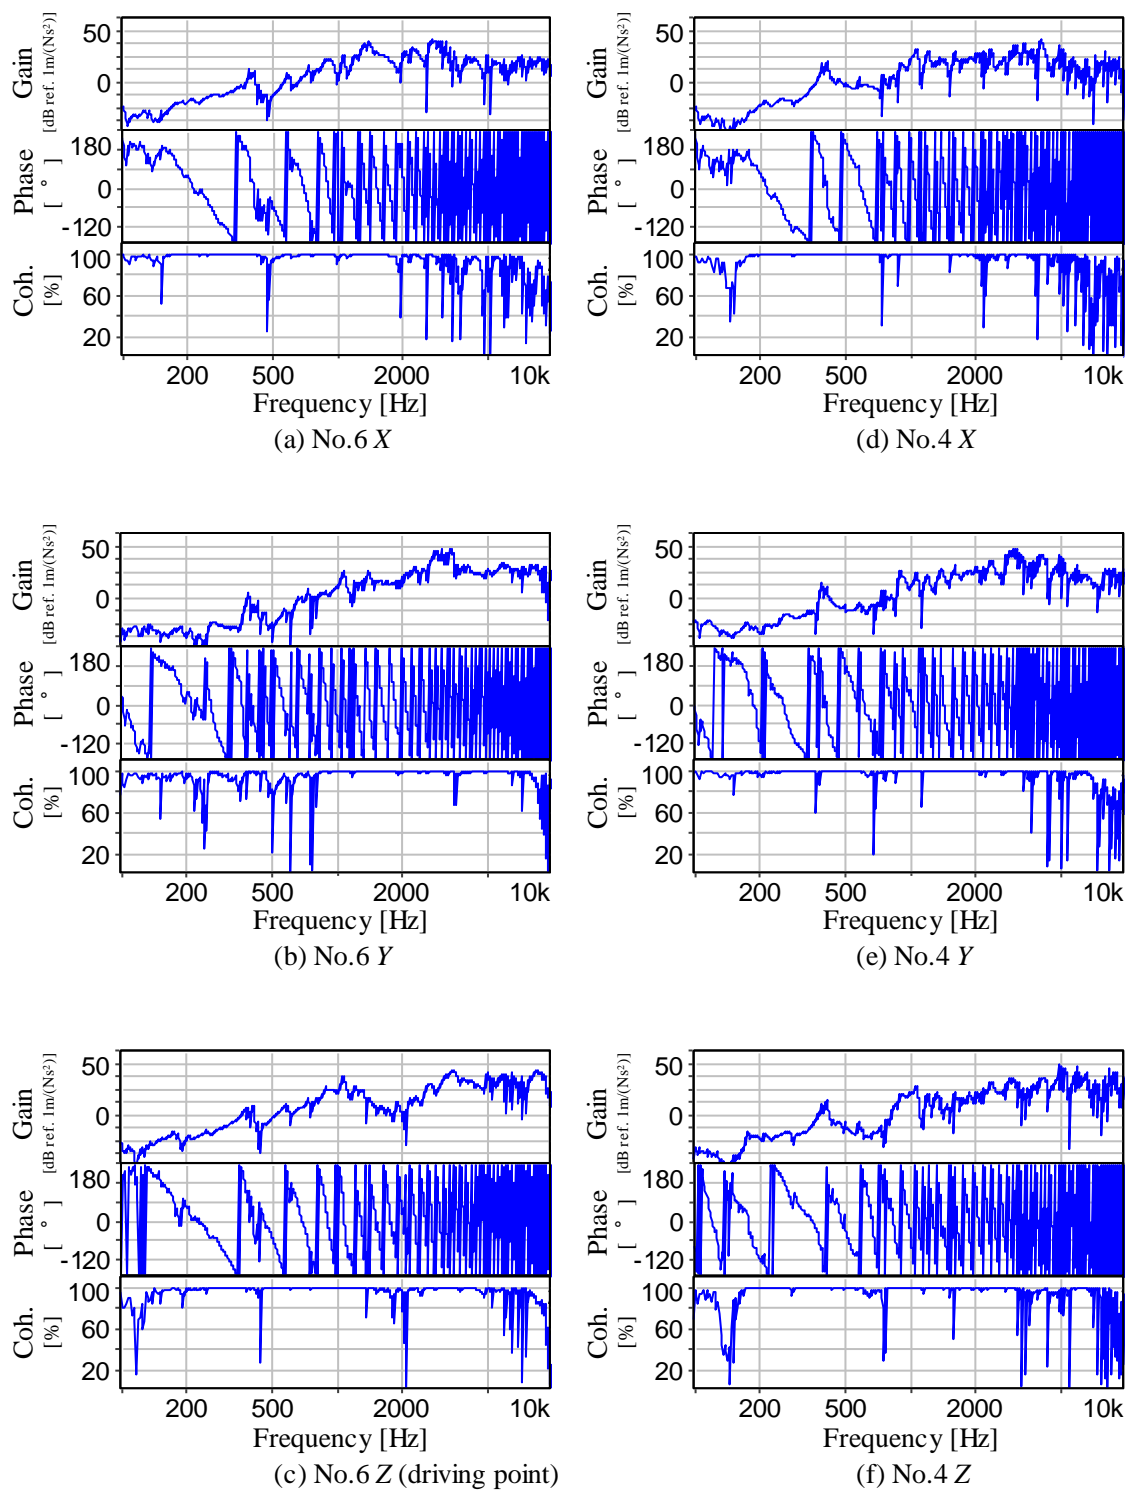 Gain
[dB ref. 1m/(Ns²)]
50
0
Phase
[ ° ]
180
0
-120
Coh.
[%]
100
60
20
200 500 2000 10k
Frequency [Hz]
(a) No.6 X
Gain
[dB ref. 1m/(Ns²)]
50
0
Phase
[ ° ]
180
0
-120
Coh.
[%]
100
60
20
200 500 2000 10k
Frequency [Hz]
(d) No.4 X
Gain
[dB ref. 1m/(Ns²)]
50
0
Phase
[ ° ]
180
0
-120
Coh.
[%]
100
60
20
200 500 2000 10k
Frequency [Hz]
(b) No.6 Y
Gain
[dB ref. 1m/(Ns²)]
50
0
Phase
[ ° ]
180
0
-120
Coh.
[%]
100
60
20
200 500 2000 10k
Frequency [Hz]
(e) No.4 Y
Gain
[dB ref. 1m/(Ns²)]
50
0
Phase
[ ° ]
180
0
-120
Coh.
[%]
100
60
20
200 500 2000 10k
Frequency [Hz]
(c) No.6 Z (driving point)
Gain
[dB ref. 1m/(Ns²)]
50
0
Phase
[ ° ]
180
0
-120
Coh.
[%]
100
60
20
200 500 2000 10k
Frequency [Hz]
(f) No.4 Z